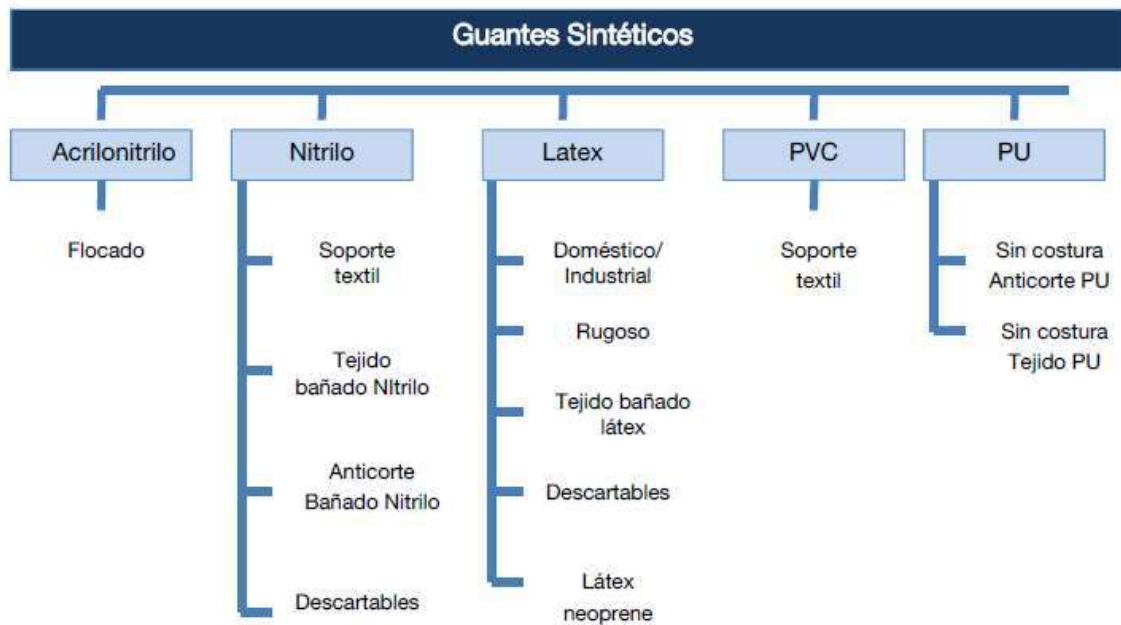 Guantes Sintéticos
Acrilonitrilo
Flocado
Nitrilo
Soporte
textil
Tejido
bañado NItrilo
Anticorte
Bañado Nitrilo
Descartables
Latex
Doméstico/
Industrial
Rugoso
Tejido bañado
látex
Descartables
Látex
neoprene
PVC
Soporte
textil
PU
Sin costura
Anticorte PU
Sin costura
Tejido PU